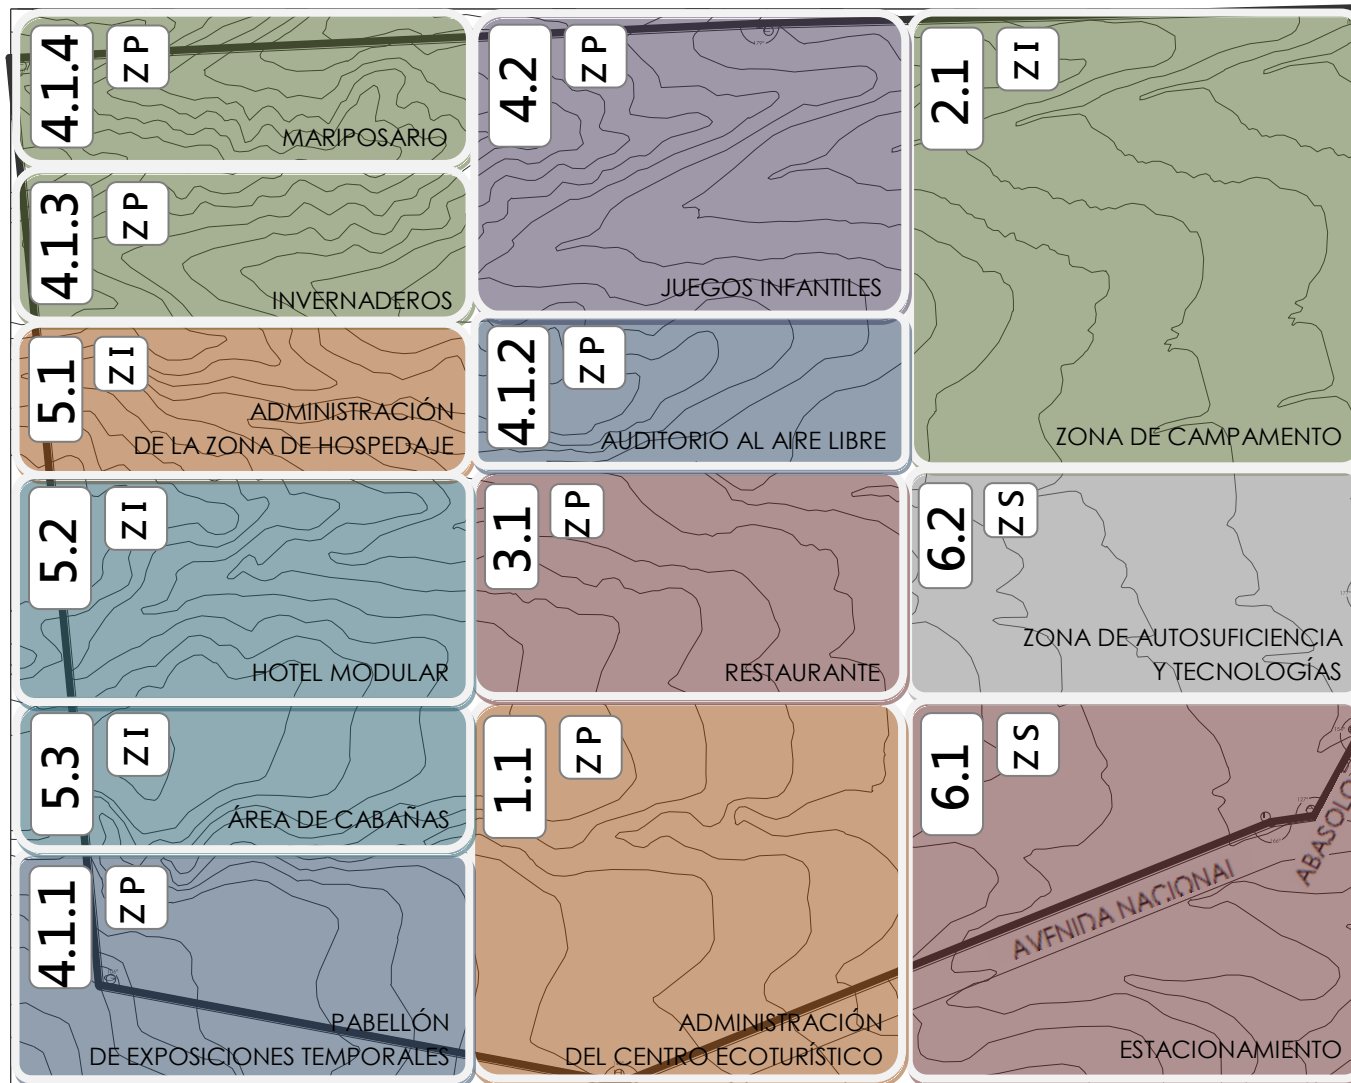 4.1.4
ZP
MARIPOSARIO
4.1.3
ZP
INVERNADEROS
5.1
ZI
ADMINISTRACIÓN
DE LA ZONA DE HOSPEDAJE
5.2
ZI
HOTEL MODULAR
5.3
ZI
ÁREA DE CABAÑAS
4.1.1
ZP
PABELLÓN
DE EXPOSICIONES TEMPORALES
4.2
ZP
JUEGOS INFANTILES
4.1.2
ZP
AUDITORIO AL AIRE LIBRE
3.1
ZP
RESTAURANTE
1.1
ZP
ADMINISTRACIÓN
DEL CENTRO ECOTURÍSTICO
2.1
ZI
ZONA DE CAMPAMENTO
6.2
ZS
ZONA DE AUTOSUFICIENCIA
Y TECNOLOGÍAS
6.1
ZS
AVENIDA NACIONAL
ABASOLO
ESTACIONAMIENTO